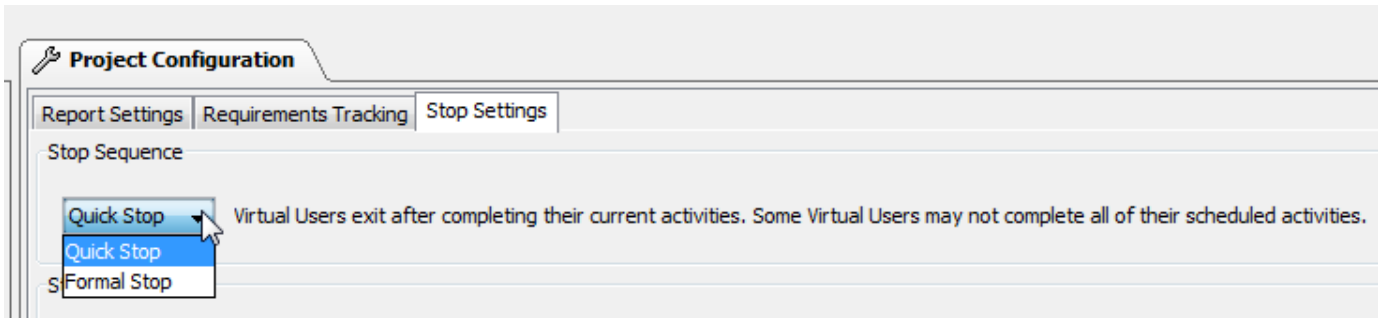 Project Configuration
Report Settings Requirements Tracking Stop Settings
Stop Sequence
Quick Stop Virtual Users exit after completing their current activities. Some Virtual Users may not complete all of their scheduled activities.
Quick Stop
Formal Stop